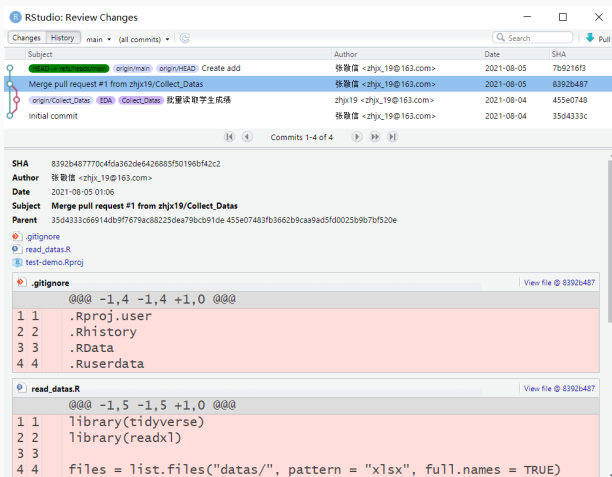 RStudio: Review Changes
Changes History main (all commits) Search Pull
Subject Author Date SHA
HEAD -> refs/heads/main origin/main origin/HEAD Create add 张敬信 <zhjx_19@163.com> 2021-08-05 7b9216f3
Merge pull request #1 from zhjx19/Collect_Datas 张敬信 <zhjx_19@163.com> 2021-08-05 8392b487
origin/Collect_Datas EDA Collect_Datas 批量读取学生成绩 zhjx19 <zhjx_19@163.com> 2021-08-04 455e0748
Initial commit 张敬信 <zhjx_19@163.com> 2021-08-04 35d4333c
Commits 1-4 of 4
SHA 8392b487770c4fda362de6426885f50196bf42c2
Author 张敬信 <zhjx_19@163.com>
Date 2021-08-05 01:06
Subject Merge pull request #1 from zhjx19/Collect_Datas
Parent 35d4333c66914db9f7679ac88225dea79bcb91de 455e07483fb3662b9caa9ad5fd0025b9b7bf520e
.gitignore
read_datas.R
test-demo.Rproj
.gitignore View file @ 8392b487
@@@ -1,4 -1,4 +1,0 @@@
1 1 .Rproj.user
2 2 .Rhistory
3 3 .RData
4 4 .Ruserdata
read_datas.R View file @ 8392b487
@@@ -1,5 -1,5 +1,0 @@@
1 1 library(tidyverse)
2 2 library(readxl)
3 3
4 4 files = list.files("datas/", pattern = "xlsx", full.names = TRUE)